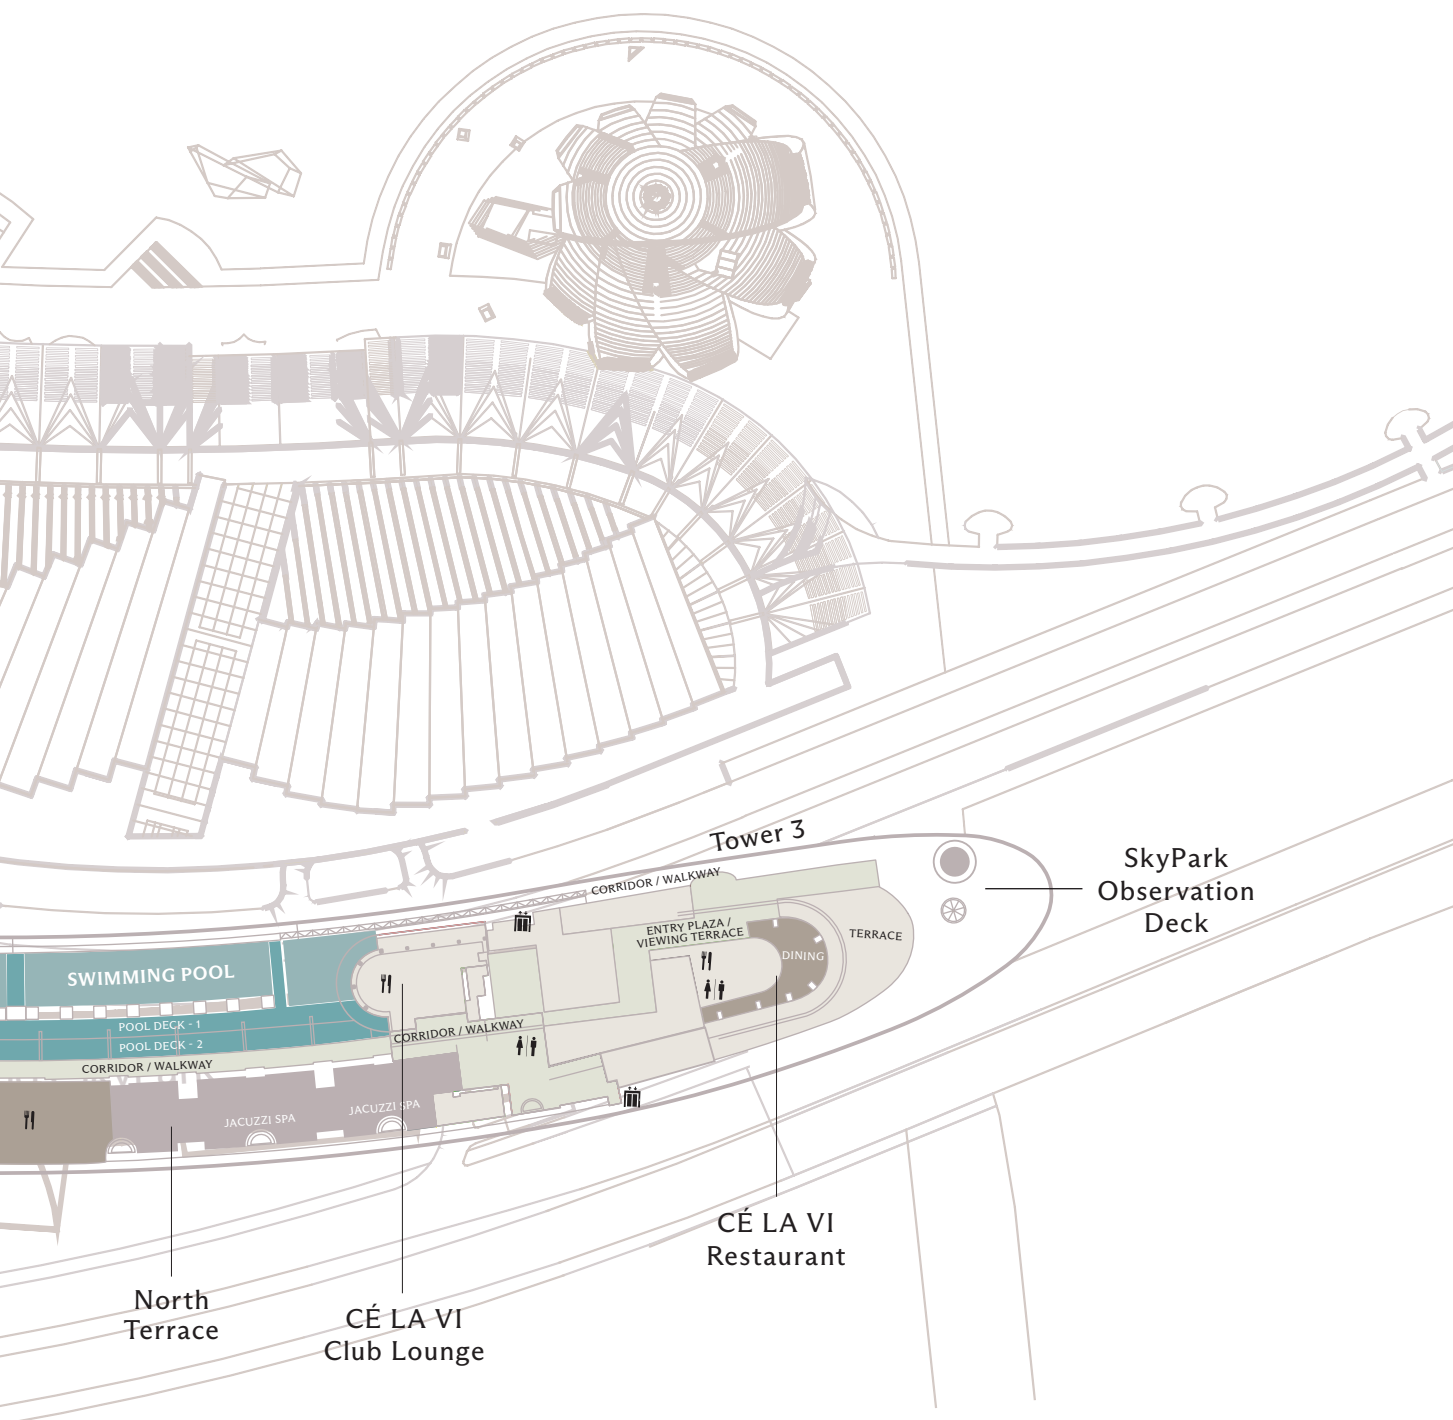 Tower 3
SkyPark
Observation
Deck
CORRIDOR / WALKWAY
ENTRY PLAZA /
VIEWING TERRACE
TERRACE
DINING
SWIMMING POOL
POOL DECK - 1
POOL DECK - 2
CORRIDOR / WALKWAY
CORRIDOR / WALKWAY
JACUZZI SPA
JACUZZI SPA
CÉ LA VI
Restaurant
North
Terrace
CÉ LA VI
Club Lounge